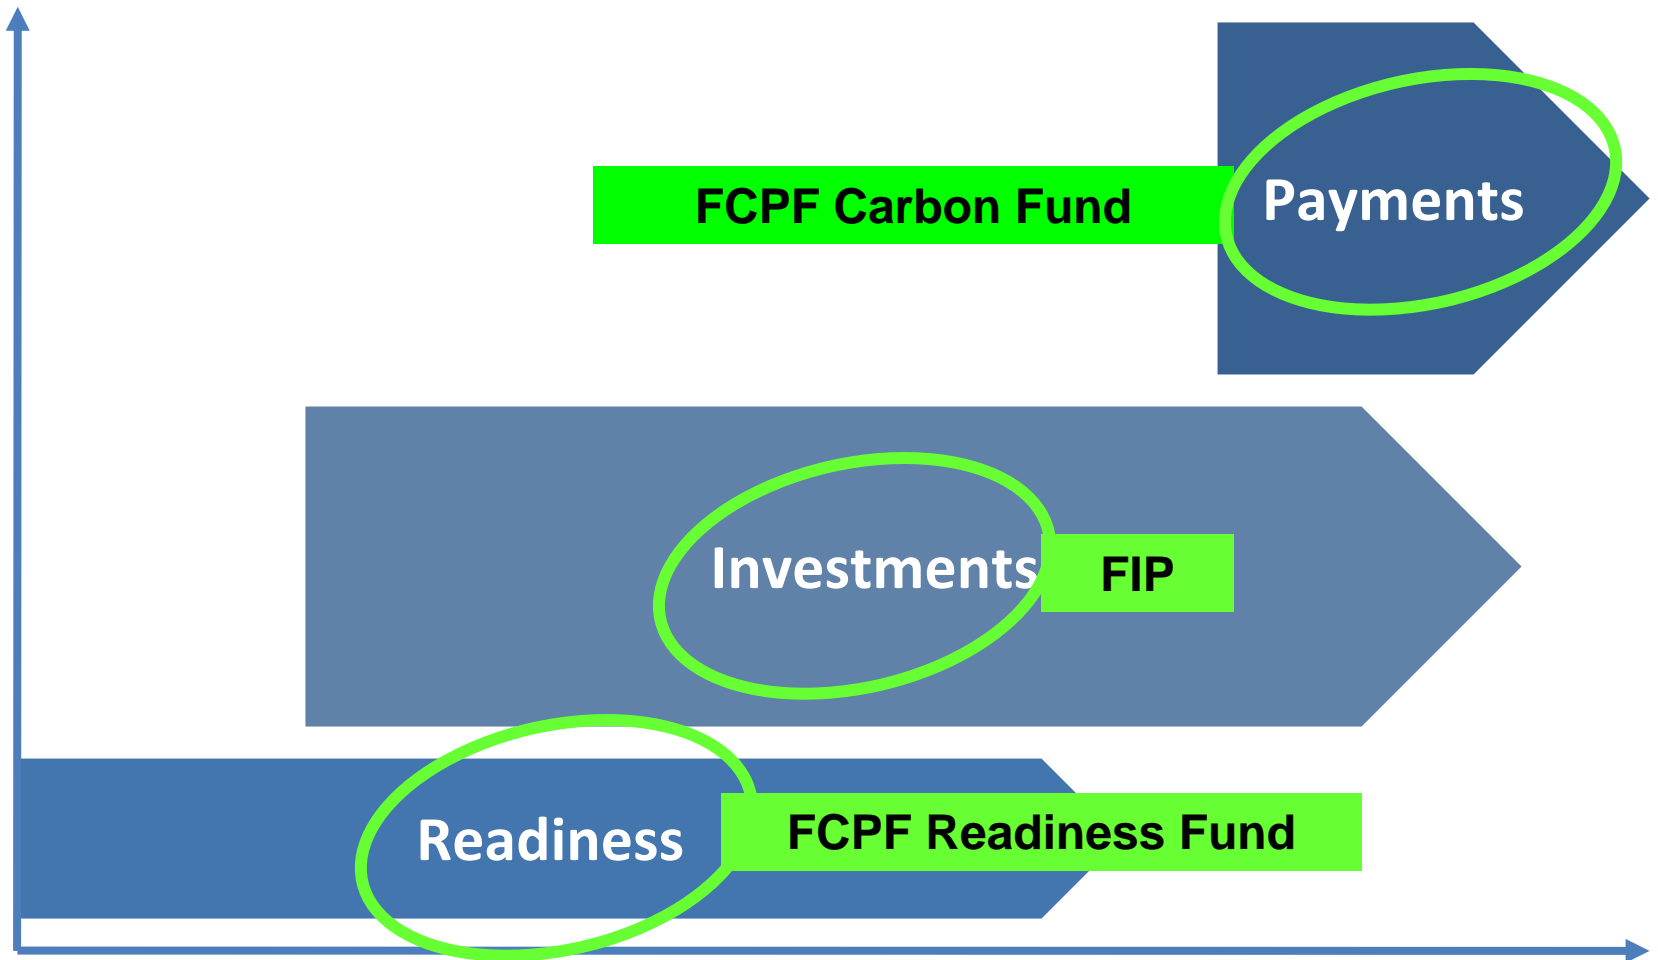 FCPF Carbon Fund
Payments
Investments
FIP
Readiness
FCPF Readiness Fund